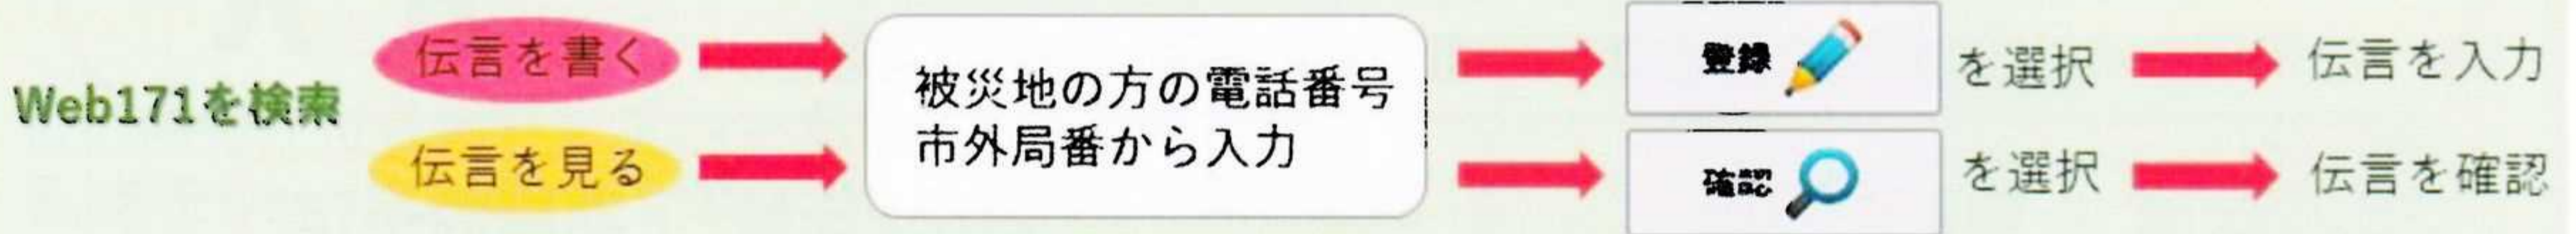 Web171を検索
伝言を書く
被災地の方の電話番号
市外局番から入力
登録
を選択
伝言を入力
伝言を見る
確認
を選択
伝言を確認